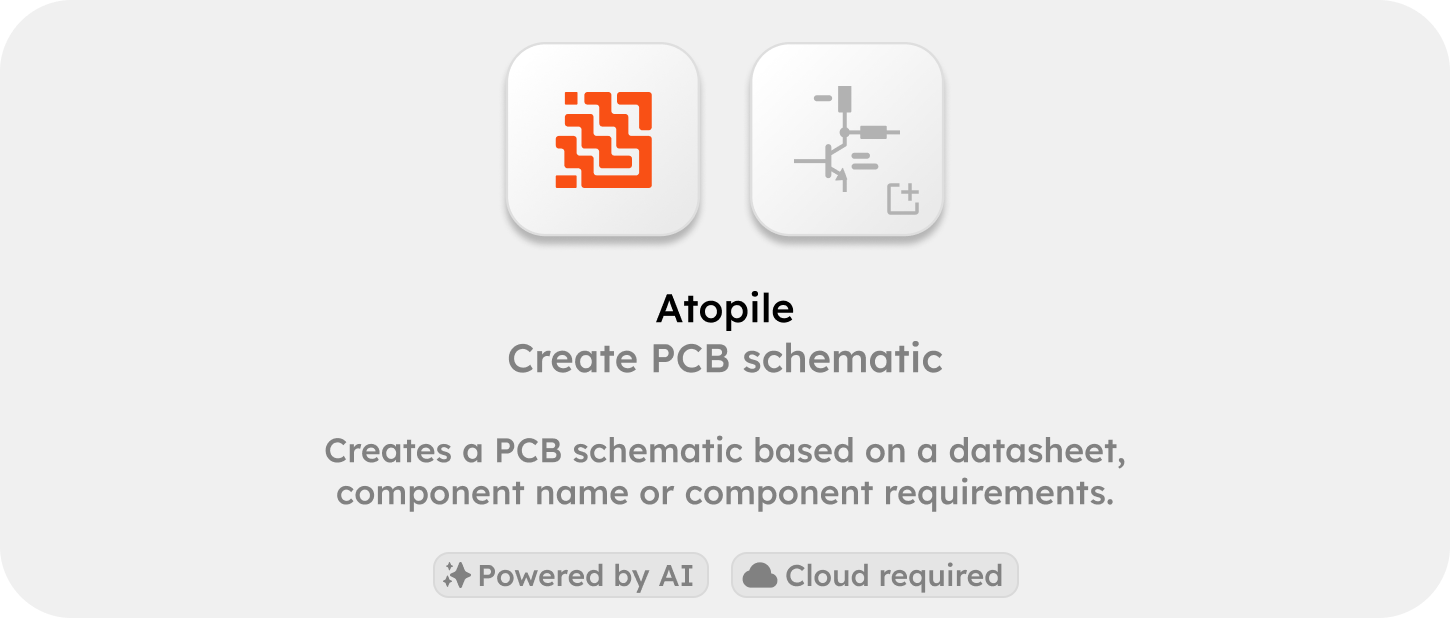 Atopile
Create PCB schematic
Creates a PCB schematic based on a datasheet,
component name or component requirements.
Powered by AI
Cloud required